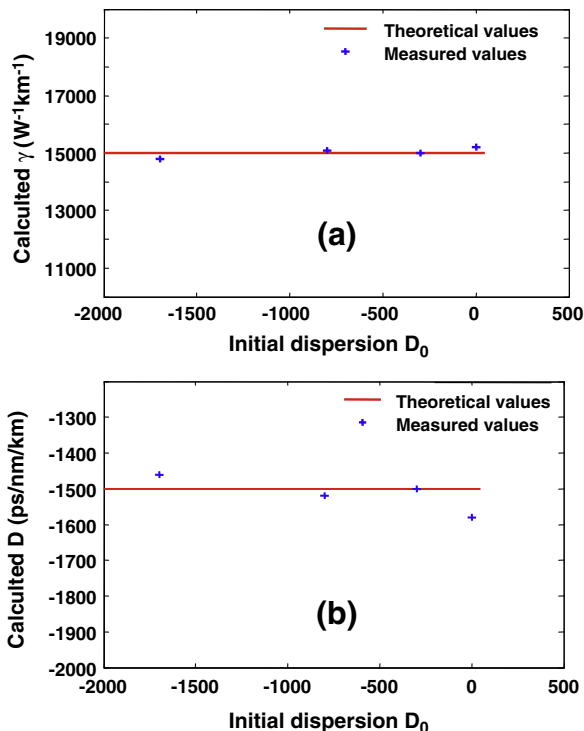 19000
17000
15000
13000
11000
Calculted γ (W⁻¹km⁻¹)
Theoretical values
Measured values
(a)
-2000 -1500 -1000 -500 0 500
Initial dispersion D₀
-1300
-1400
-1500
-1600
-1700
-1800
-1900
-2000
Calculted D (ps/nm/km)
Theoretical values
Measured values
(b)
-2000 -1500 -1000 -500 0 500
Initial dispersion D₀